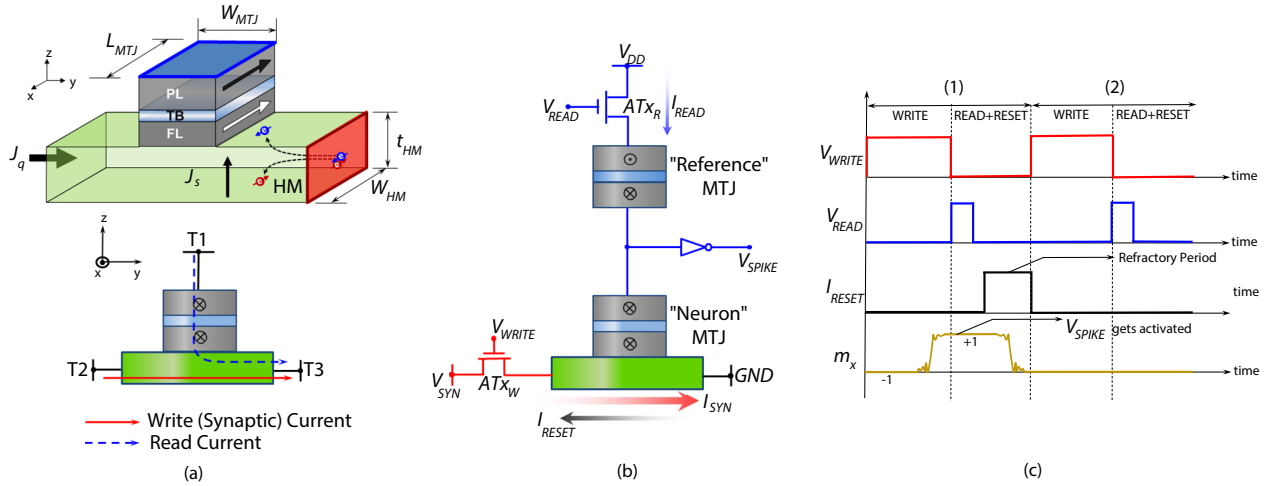 W_MTJ
L_MTJ
z
y
x
PL
TB
FL
J_q
J_s
HM
t_HM
W_HM
z
x
y
T1
T2
T3
Write (Synaptic) Current
Read Current
(a)
V_DD
V_READ
ATx_R
I_READ
"Reference"
MTJ
V_SPIKE
"Neuron"
MTJ
V_WRITE
V_SYN
ATx_W
GND
I_SYN
I_RESET
(b)
(1)
(2)
WRITE
READ+RESET
WRITE
READ+RESET
V_WRITE
time
V_READ
time
Refractory Period
I_RESET
time
V_SPIKE gets activated
+1
m_x
-1
time
(c)